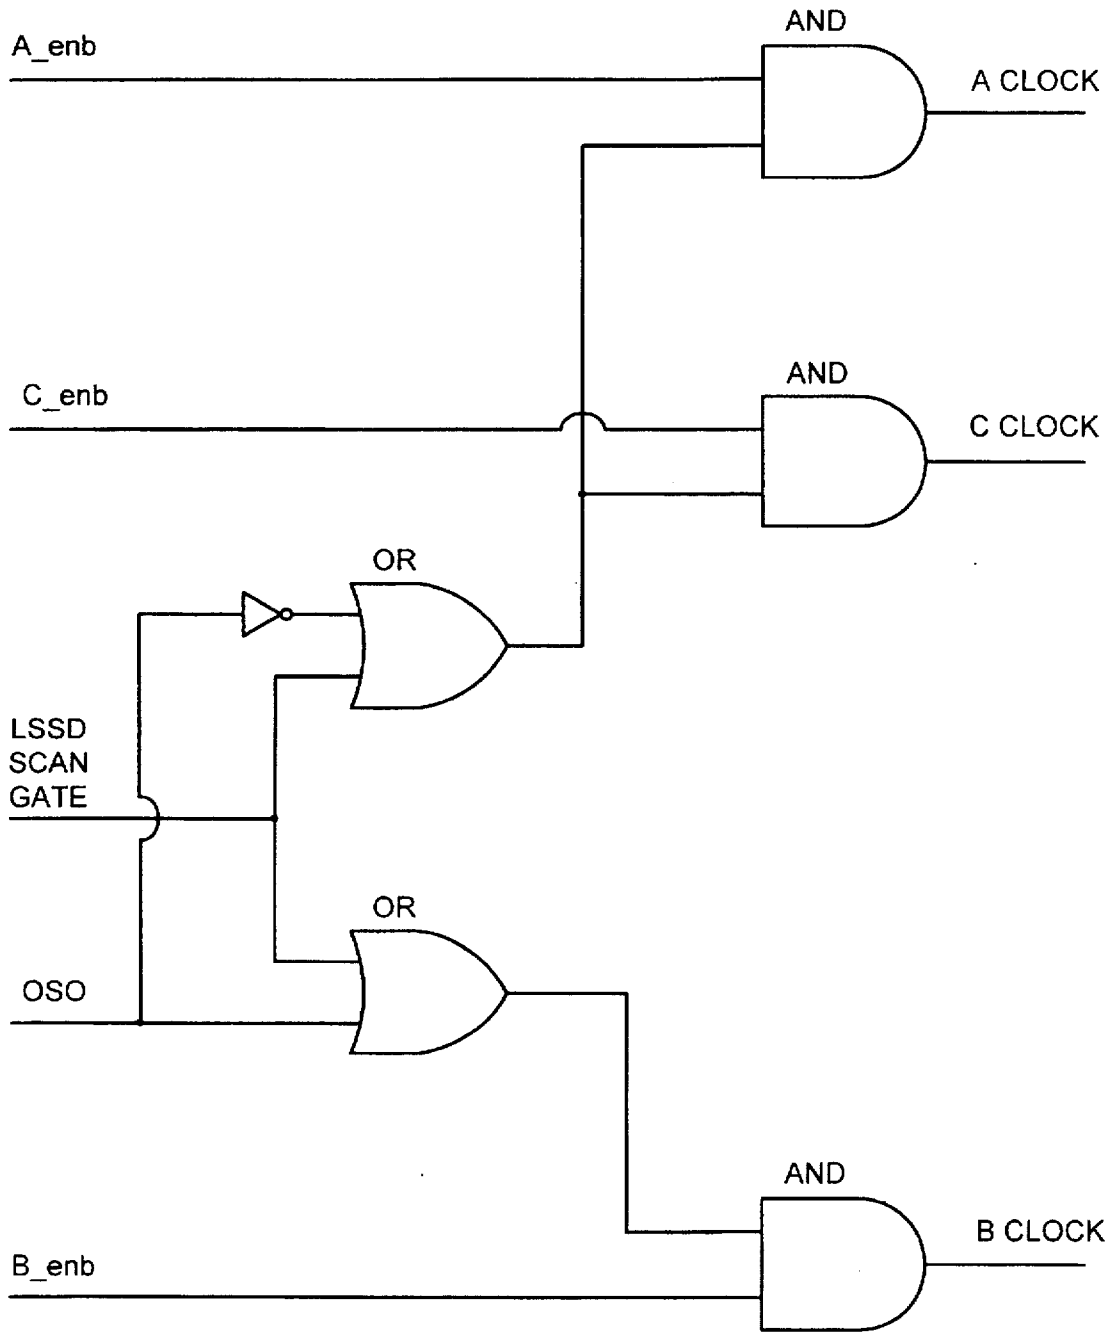 AND
A_enb
A CLOCK
AND
C_enb
C CLOCK
OR
LSSD
SCAN
GATE
OR
OSO
AND
B CLOCK
B_enb